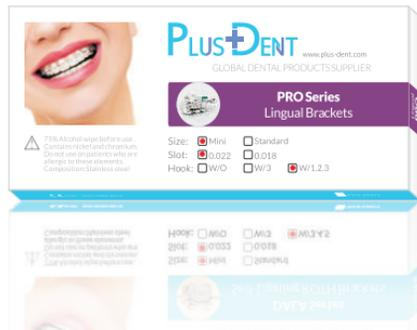 PLUS DENT
www.plus-dent.com
GLOBAL DENTAL PRODUCTS SUPPLIER
PRO Series
Lingual Brackets
75% Alcohol wipe before use.
Contains nickel and chromium.
Do not use on patients who are
allergic to these elements.
Composition: Stainless steel
Size: Mini Standard
Slot: 0.022 0.018
Hook: W/O W/3 W/1.2.3